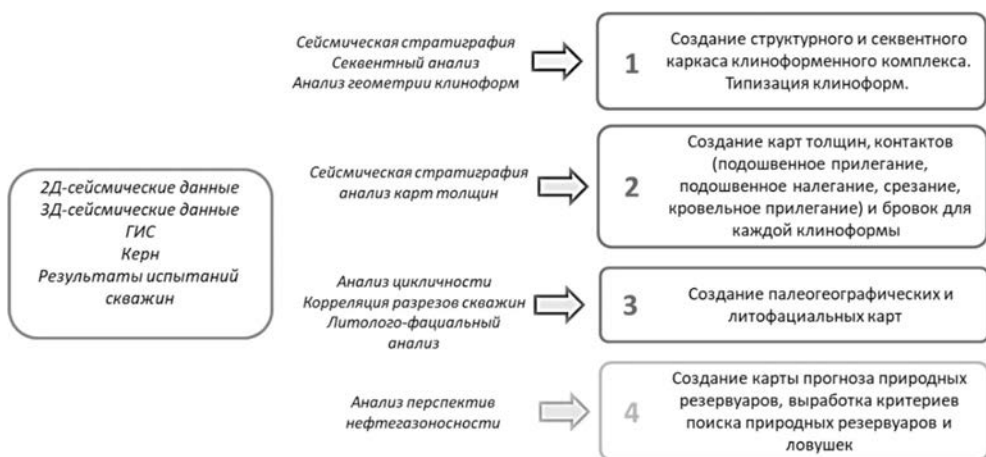 2Д-сейсмические данные
3Д-сейсмические данные
ГИС
Керн
Результаты испытаний
скважин
Сейсмическая стратиграфия
Секвентный анализ
Анализ геометрии клиноформ
1
Создание структурного и секвентного
каркаса клиноформенного комплекса.
Типизация клиноформ.
Сейсмическая стратиграфия
анализ карт толщин
2
Создание карт толщин, контактов
(подошвенное прилегание,
подошвенное налегание, срезание,
кровельное прилегание) и бровок для
каждой клиноформы
Анализ цикличности
Корреляция разрезов скважин
Литолого-фациальный
анализ
3
Создание палеогеографических и
литофациальных карт
Анализ перспектив
нефтегазоносности
4
Создание карты прогноза природных
резервуаров, выработка критериев
поиска природных резервуаров и
ловушек